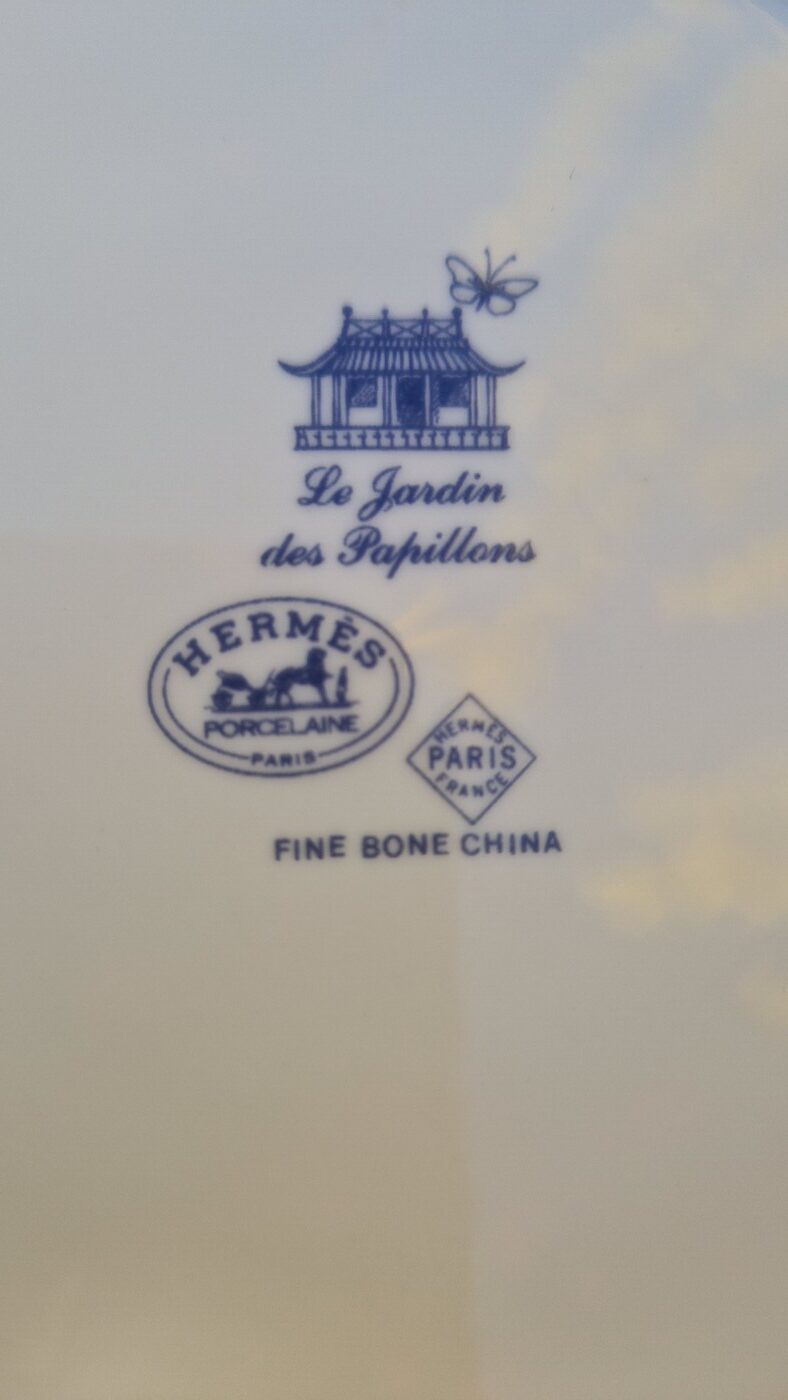 Le Jardin
des Papillons
HERMÈS
PORCELAINE
PARIS
HERMÈS
PARIS
FRANCE
FINE BONE CHINA